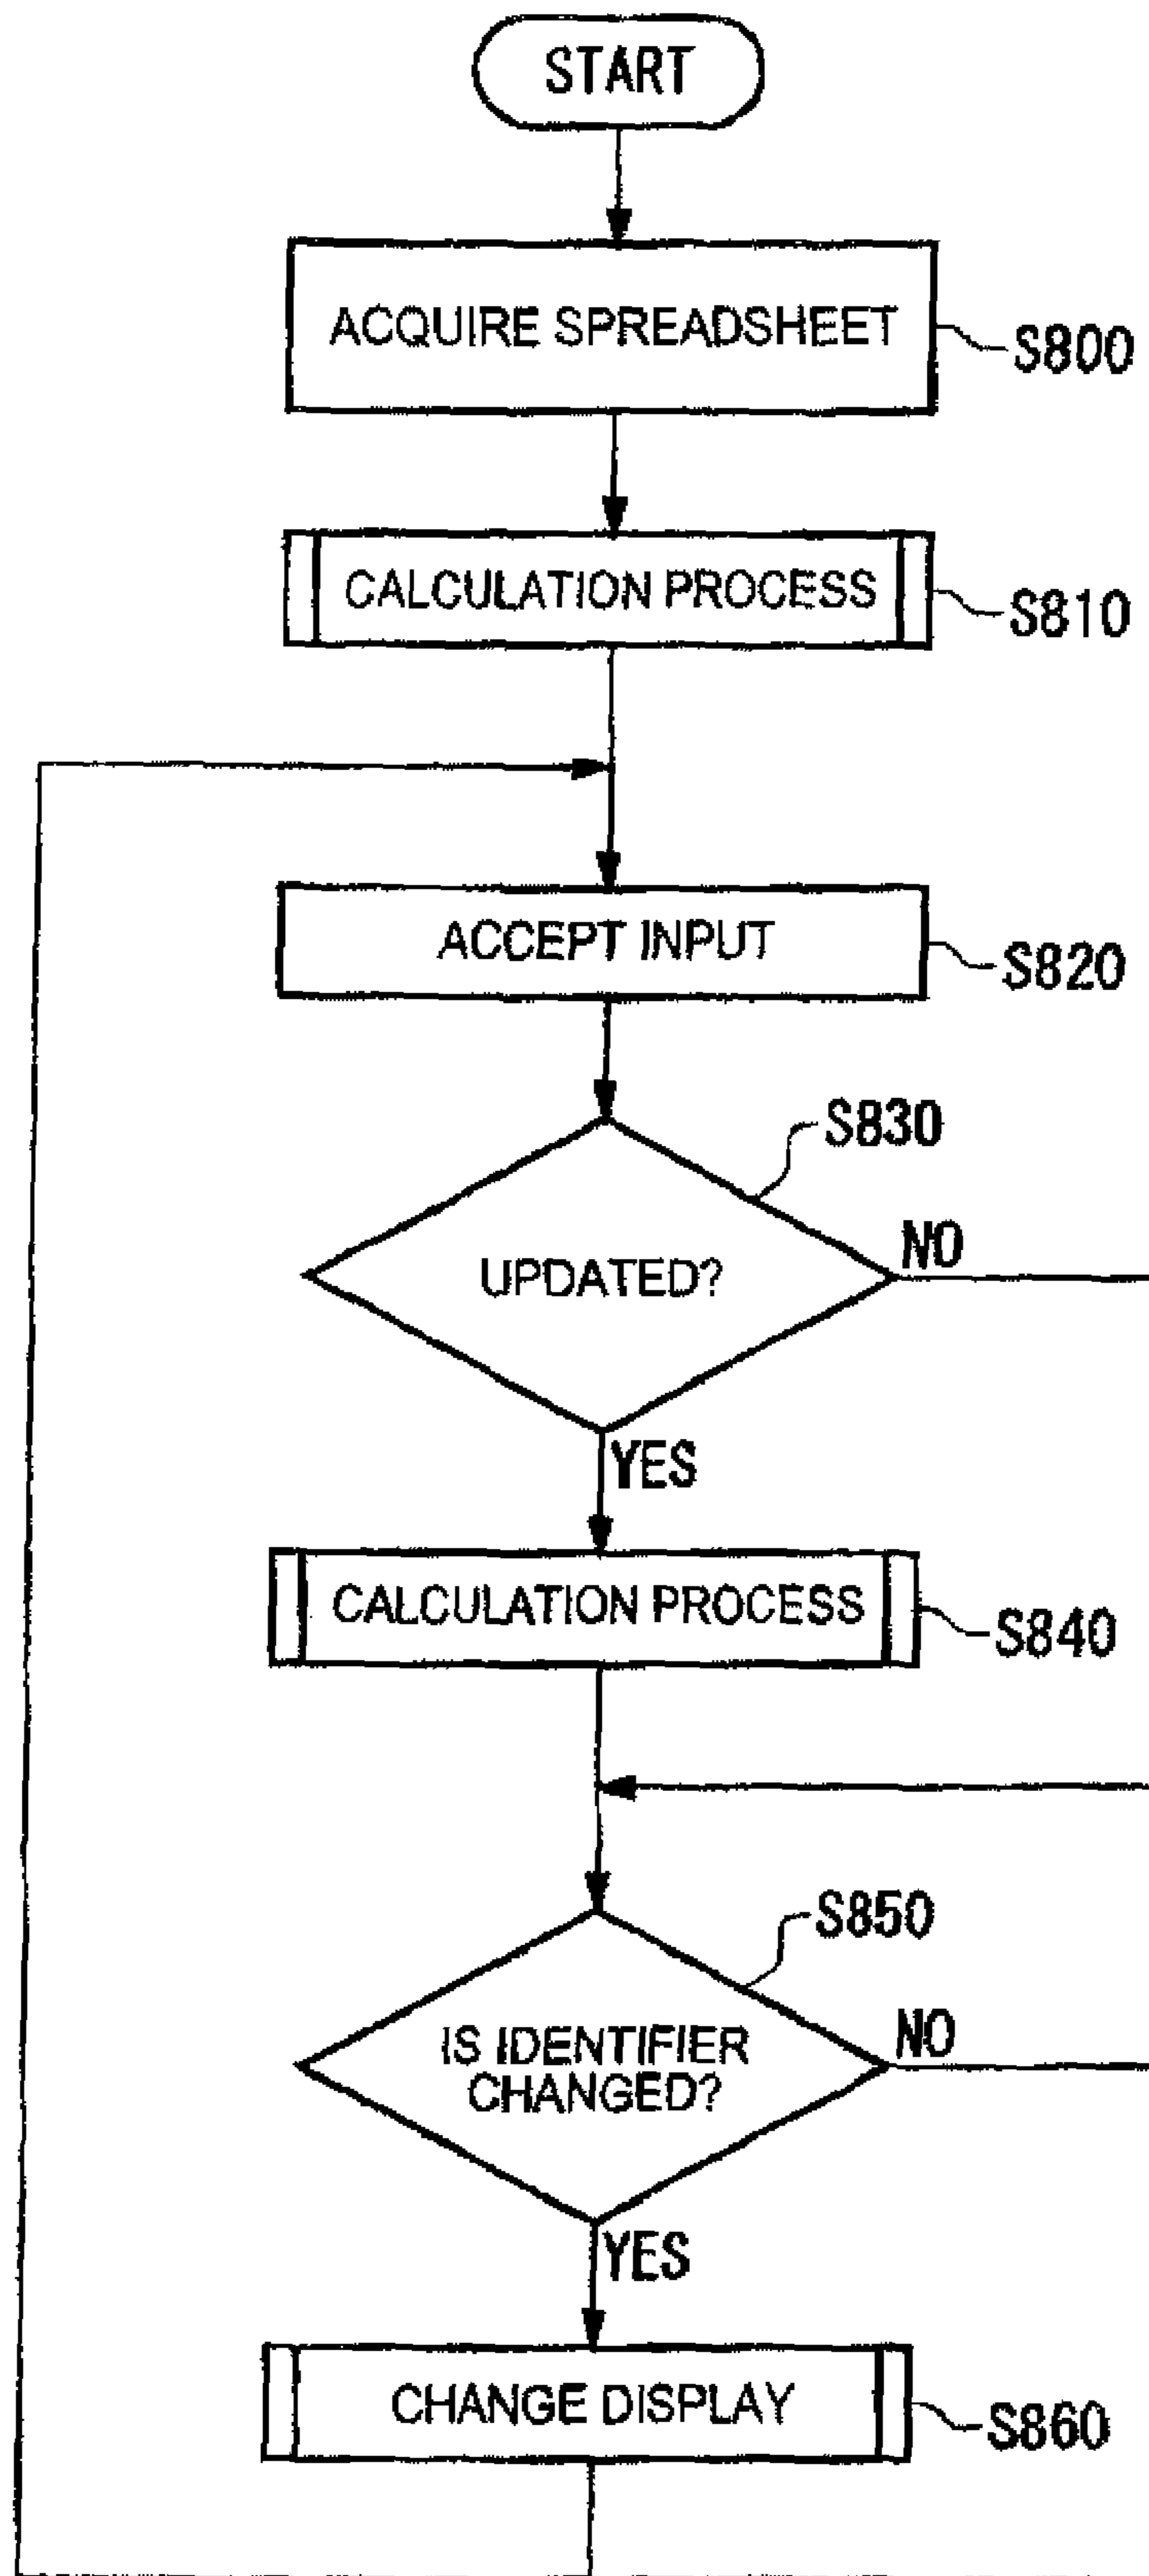 START
ACQUIRE SPREADSHEET
S800
CALCULATION PROCESS
S810
ACCEPT INPUT
S820
S830
UPDATED?
NO
YES
CALCULATION PROCESS
S840
S850
IS IDENTIFIER
CHANGED?
NO
YES
CHANGE DISPLAY
S860